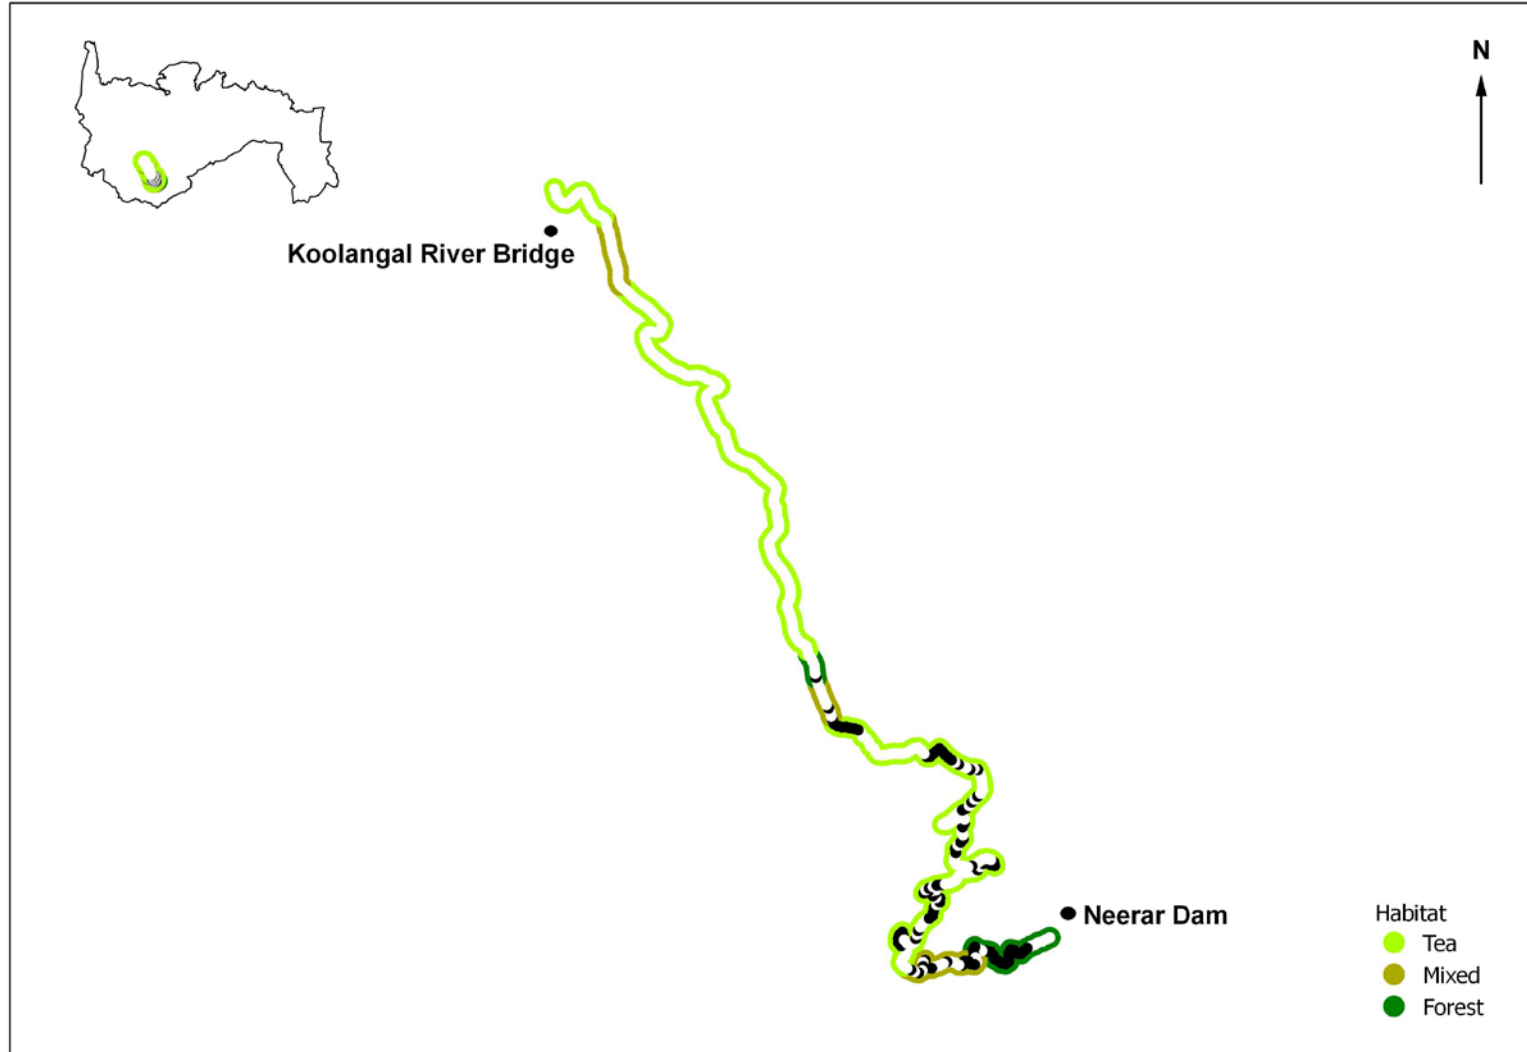 N
Koolangal River Bridge
Neerar Dam
Habitat
Tea
Mixed
Forest